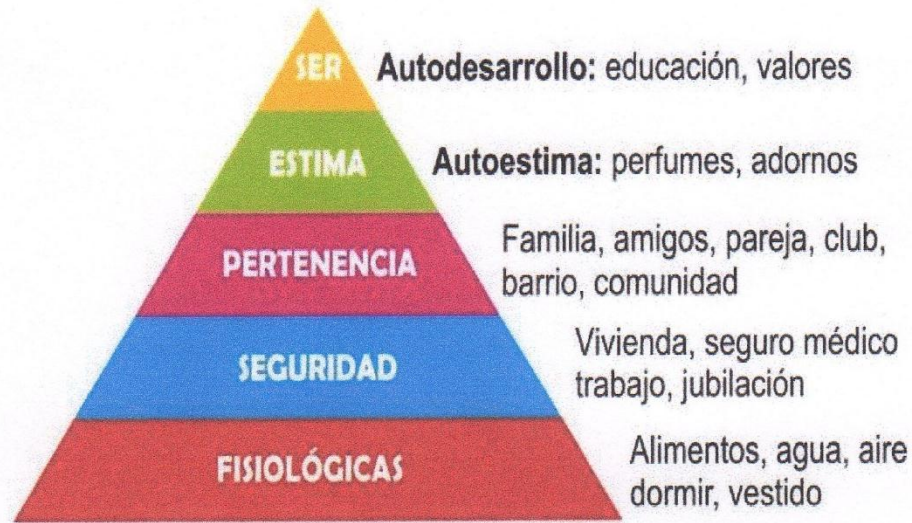 SER
Autodesarrollo: educación, valores
ESTIMA
Autoestima: perfumes, adornos
PERTENENCIA
Familia, amigos, pareja, club,
barrio, comunidad
SEGURIDAD
Vivienda, seguro médico
trabajo, jubilación
FISIOLÓGICAS
Alimentos, agua, aire
dormir, vestido